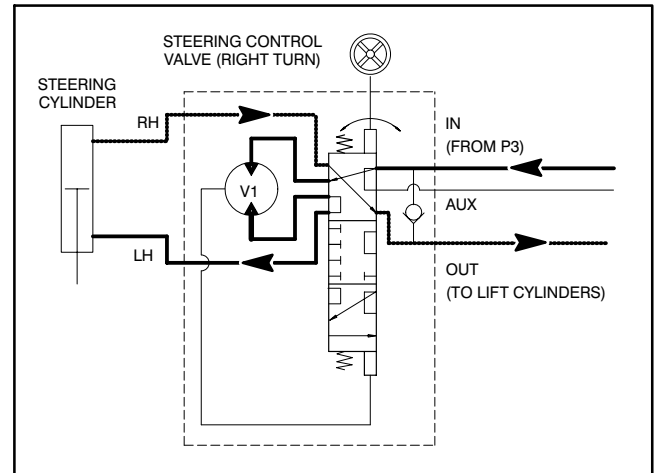 STEERING CONTROL
VALVE (RIGHT TURN)
STEERING
CYLINDER
RH
IN
(FROM P3)
V1
AUX
LH
OUT
(TO LIFT CYLINDERS)